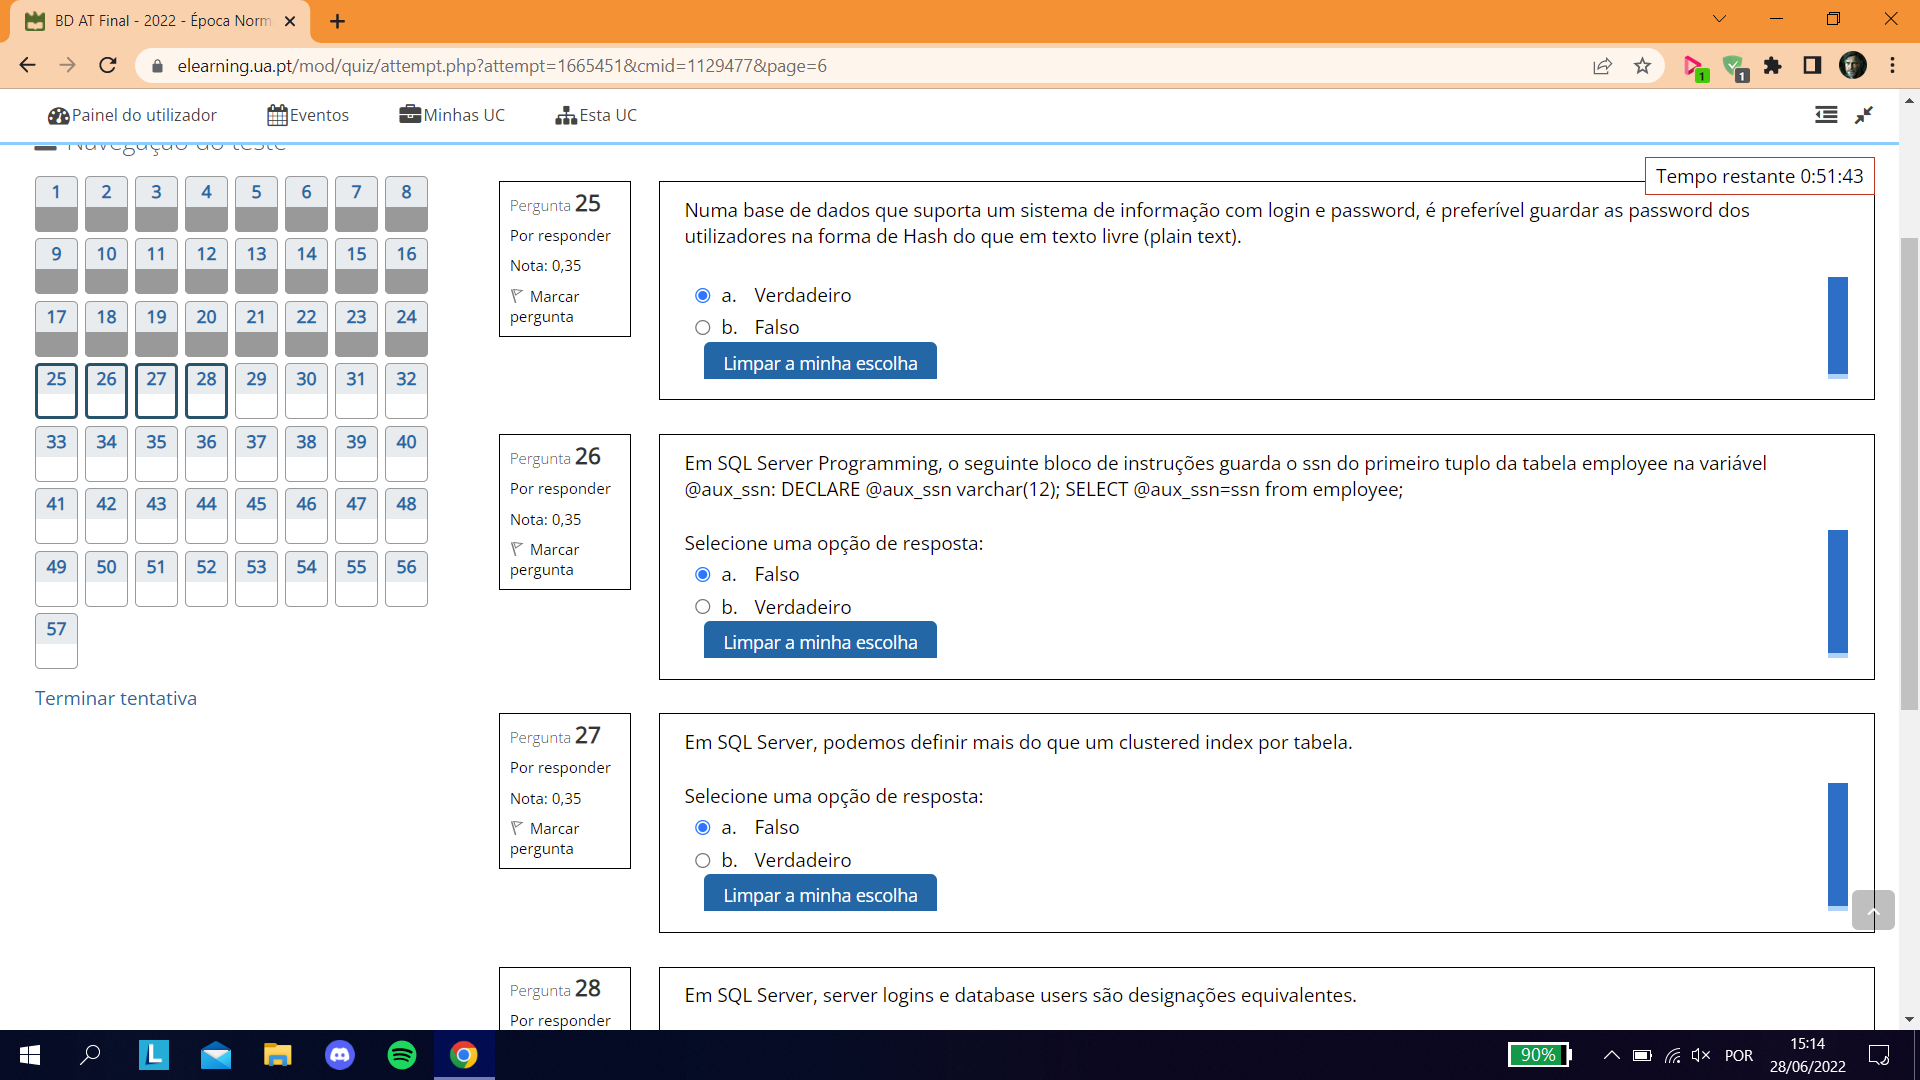 BD AT Final - 2022 - Época Norm
elearning.ua.pt/mod/quiz/attempt.php?attempt=1665451&cmid=1129477&page=6
1
1
Painel do utilizador
Eventos
Minhas UC
Esta UC
Navegação do teste
Tempo restante 0:51:43
1 2 3 4 5 6 7 8
9 10 11 12 13 14 15 16
17 18 19 20 21 22 23 24
25 26 27 28 29 30 31 32
33 34 35 36 37 38 39 40
41 42 43 44 45 46 47 48
49 50 51 52 53 54 55 56
57
Terminar tentativa
Pergunta 25
Por responder
Nota: 0,35
Marcar
pergunta
Numa base de dados que suporta um sistema de informação com login e password, é preferível guardar as password dos
utilizadores na forma de Hash do que em texto livre (plain text).
a. Verdadeiro
b. Falso
Limpar a minha escolha
Pergunta 26
Por responder
Nota: 0,35
Marcar
pergunta
Em SQL Server Programming, o seguinte bloco de instruções guarda o ssn do primeiro tuplo da tabela employee na variável
@aux_ssn: DECLARE @aux_ssn varchar(12); SELECT @aux_ssn=ssn from employee;
Selecione uma opção de resposta:
a. Falso
b. Verdadeiro
Limpar a minha escolha
Pergunta 27
Por responder
Nota: 0,35
Marcar
pergunta
Em SQL Server, podemos definir mais do que um clustered index por tabela.
Selecione uma opção de resposta:
a. Falso
b. Verdadeiro
Limpar a minha escolha
Pergunta 28
Por responder
Em SQL Server, server logins e database users são designações equivalentes.
L
90%
POR
15:14
28/06/2022